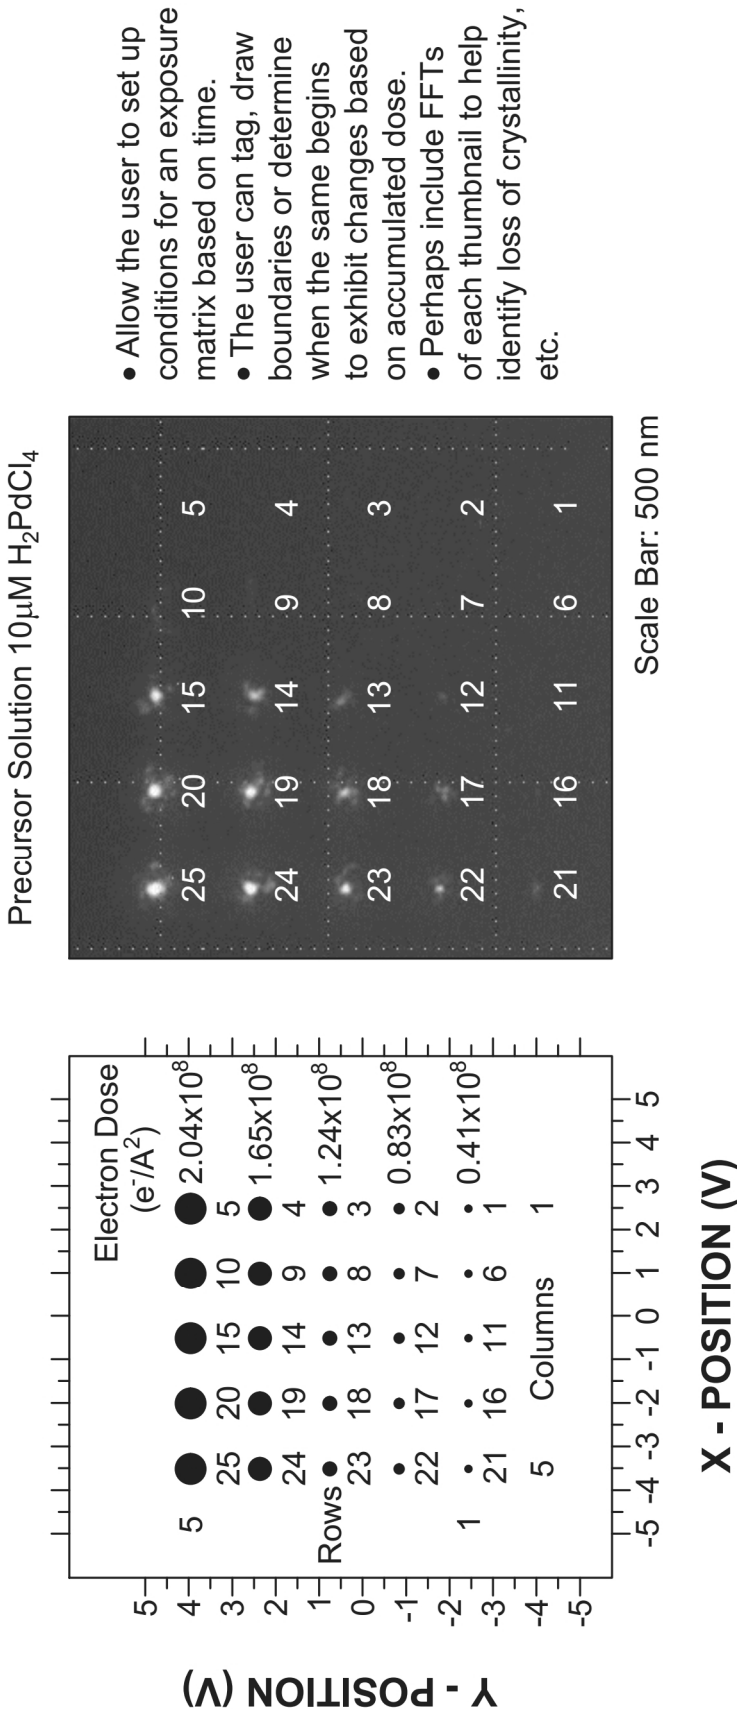 Electron Dose
(e⁻/A²)
2.04x10⁸
1.65x10⁸
1.24x10⁸
0.83x10⁸
0.41x10⁸
5
25 20 15 10 5
24 19 14 9 4
Rows
23 18 13 8 3
22 17 12 7 2
1
21 16 11 6 1
5 Columns 1
5
4
3
2
1
0
-1
-2
-3
-4
-5
-5 -4 -3 -2 -1 0 1 2 3 4 5
Y - POSITION (V)
X - POSITION (V)
Precursor Solution 10μM H₂PdCl₄
25 20 15 10 5
24 19 14 9 4
23 18 13 8 3
22 17 12 7 2
21 16 11 6 1
Scale Bar: 500 nm
• Allow the user to set up
conditions for an exposure
matrix based on time.
• The user can tag, draw
boundaries or determine
when the same begins
to exhibit changes based
on accumulated dose.
• Perhaps include FFTs
of each thumbnail to help
identify loss of crystallinity,
etc.